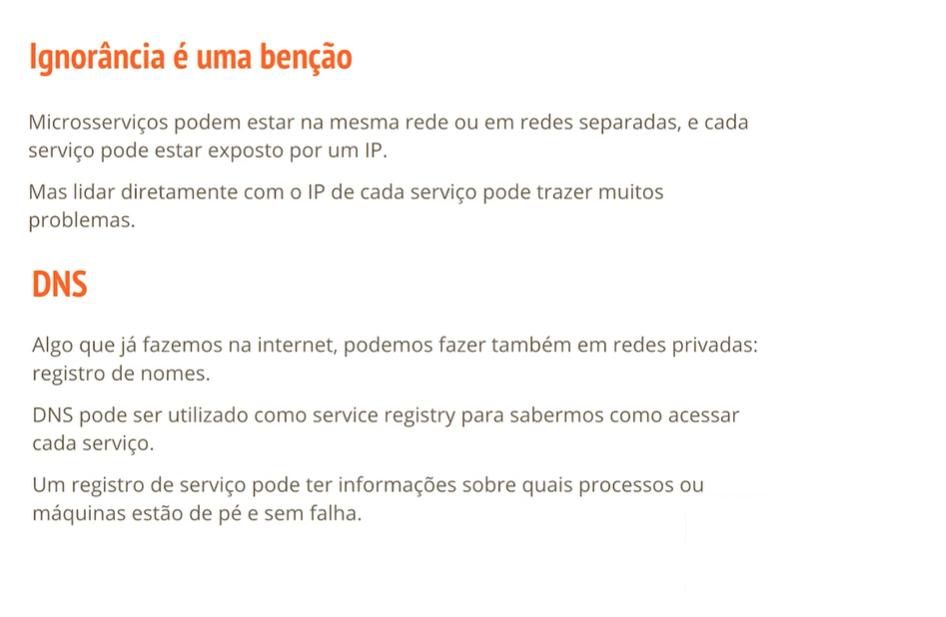 Ignorância é uma benção
Microsserviços podem estar na mesma rede ou em redes separadas, e cada
serviço pode estar exposto por um IP.
Mas lidar diretamente com o IP de cada serviço pode trazer muitos
problemas.
DNS
Algo que já fazemos na internet, podemos fazer também em redes privadas:
registro de nomes.
DNS pode ser utilizado como service registry para sabermos como acessar
cada serviço.
Um registro de serviço pode ter informações sobre quais processos ou
máquinas estão de pé e sem falha.